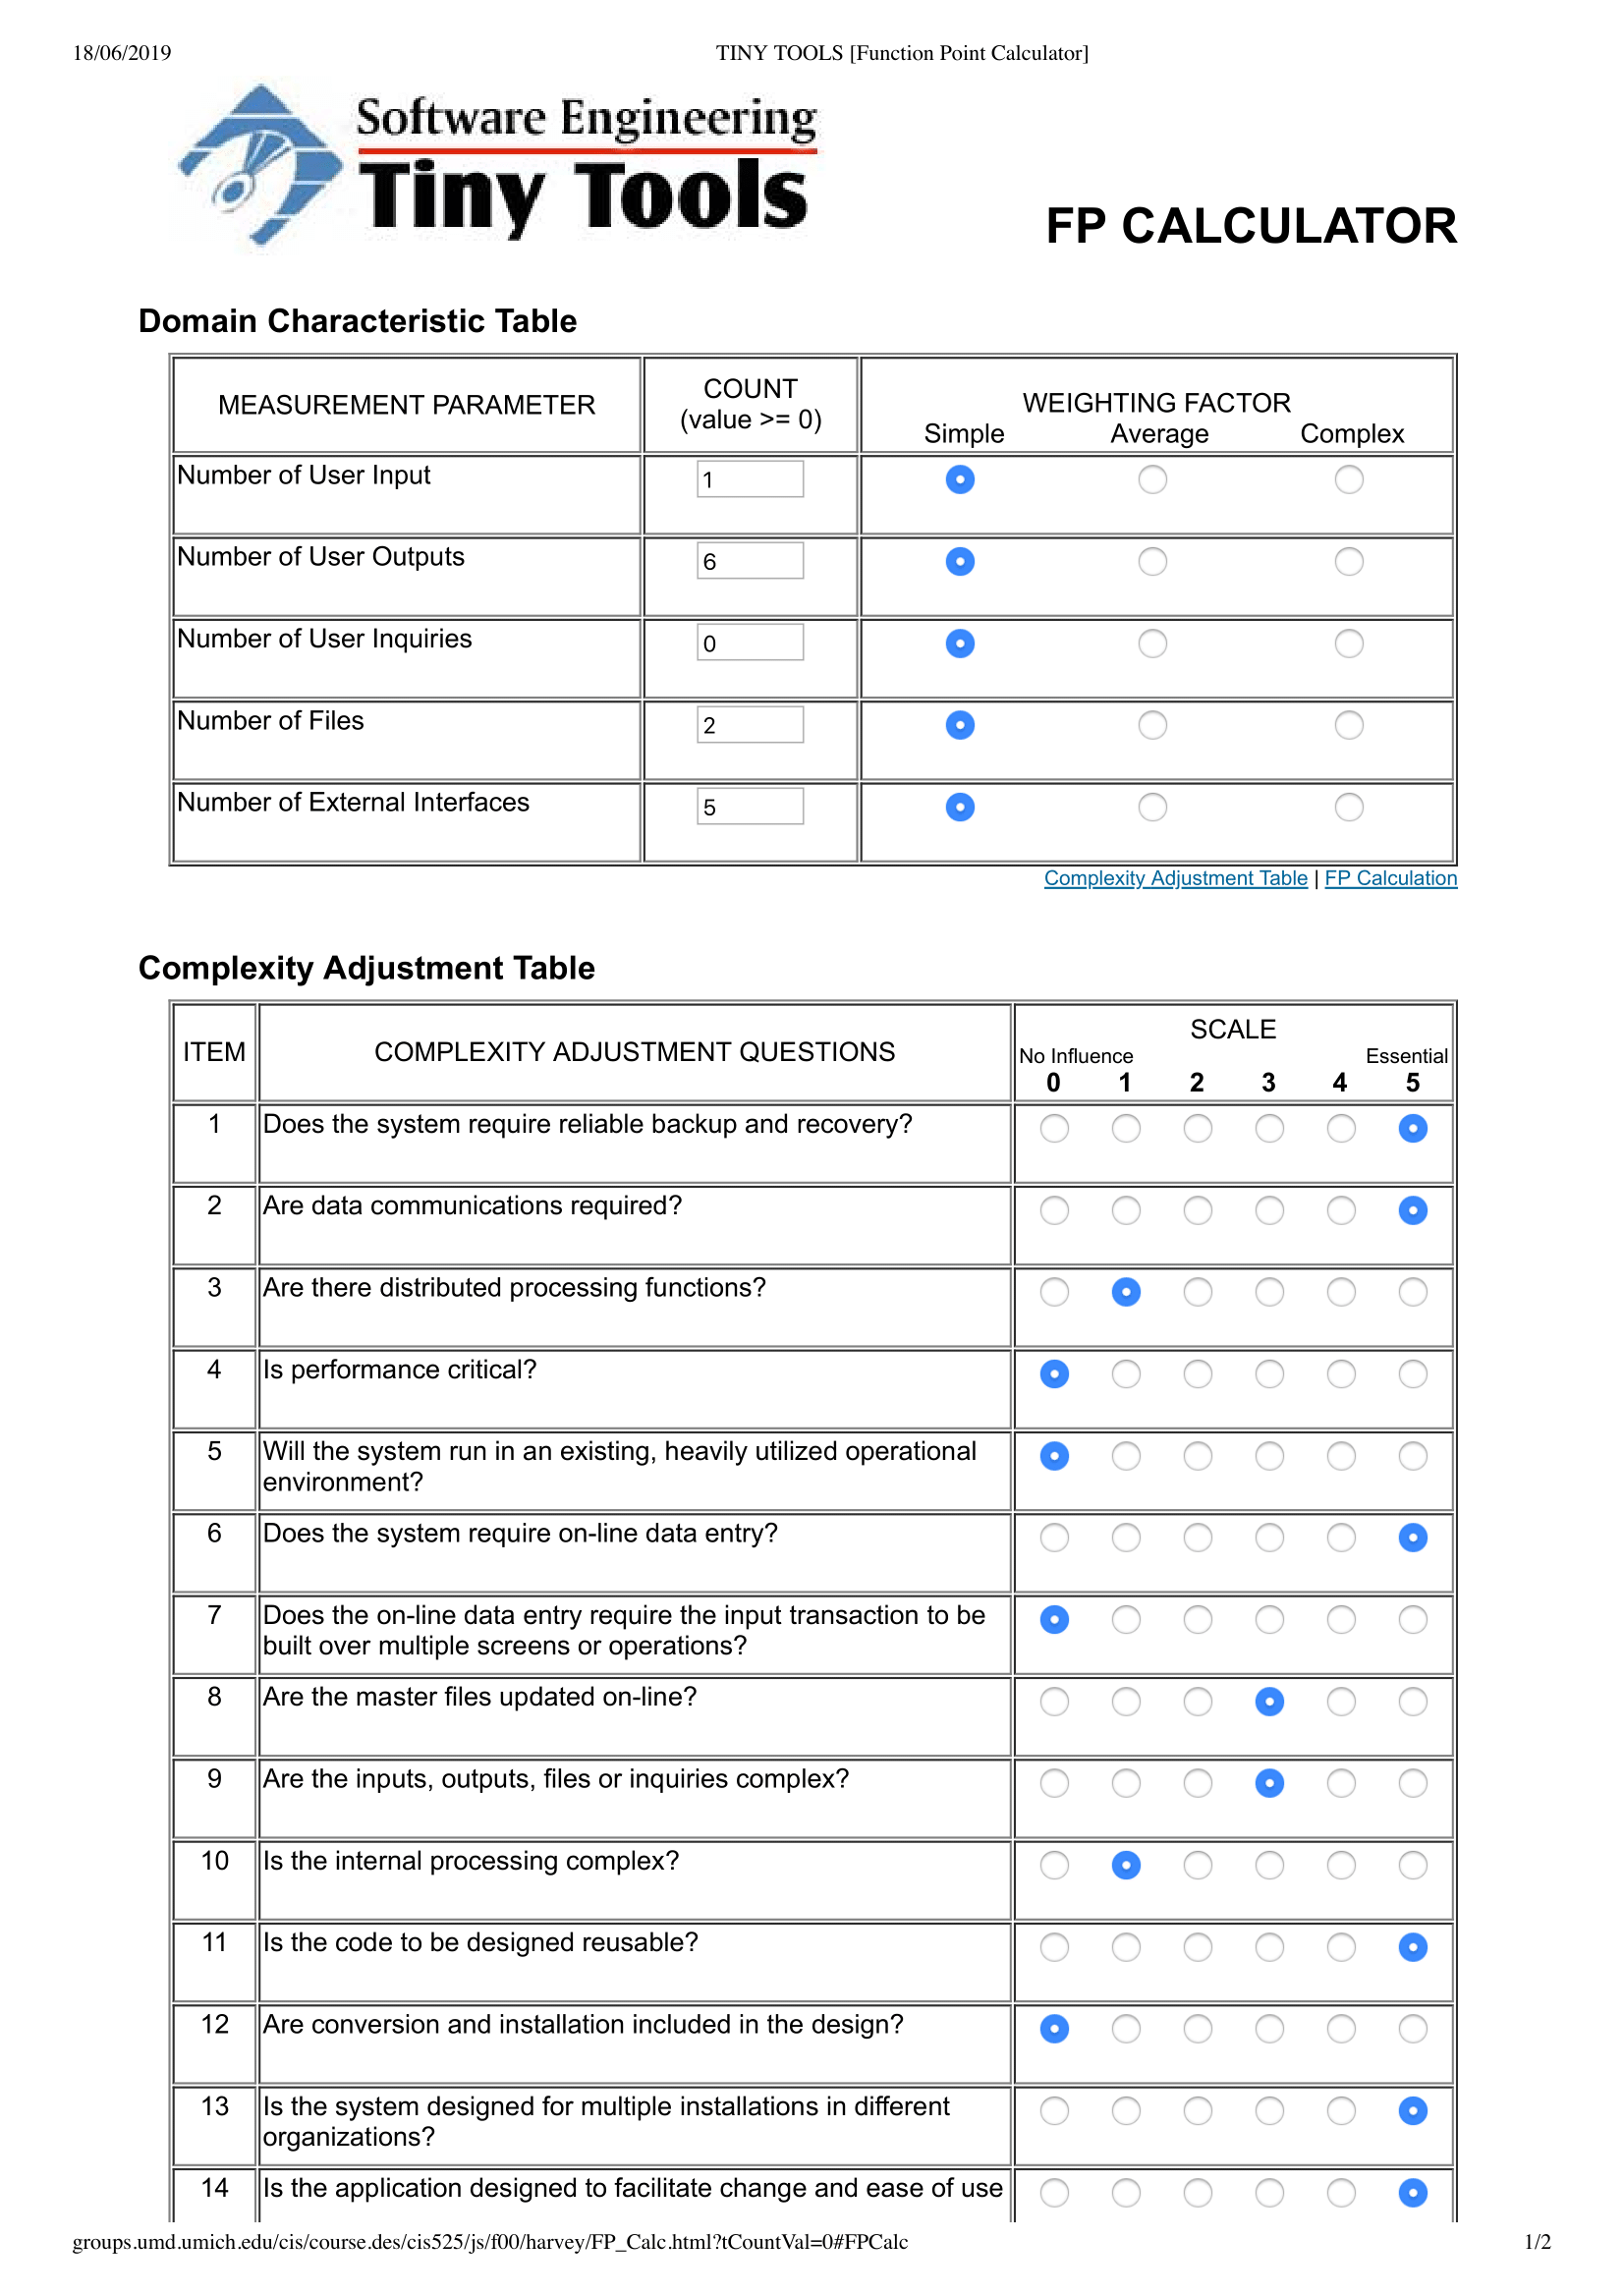 18/06/2019 TINY TOOLS [Function Point Calculator]
Software Engineering
Tiny Tools
FP CALCULATOR
Domain Characteristic Table
MEASUREMENT PARAMETER
COUNT
(value >= 0)
WEIGHTING FACTOR
Simple Average Complex
Number of User Input 1
Number of User Outputs 6
Number of User Inquiries 0
Number of Files 2
Number of External Interfaces 5
Complexity Adjustment Table | FP Calculation
Complexity Adjustment Table
ITEM COMPLEXITY ADJUSTMENT QUESTIONS
SCALE
No Influence Essential
0 1 2 3 4 5
1 Does the system require reliable backup and recovery?
2 Are data communications required?
3 Are there distributed processing functions?
4 Is performance critical?
5 Will the system run in an existing, heavily utilized operational
environment?
6 Does the system require on-line data entry?
7 Does the on-line data entry require the input transaction to be
built over multiple screens or operations?
8 Are the master files updated on-line?
9 Are the inputs, outputs, files or inquiries complex?
10 Is the internal processing complex?
11 Is the code to be designed reusable?
12 Are conversion and installation included in the design?
13 Is the system designed for multiple installations in different
organizations?
14 Is the application designed to facilitate change and ease of use
groups.umd.umich.edu/cis/course.des/cis525/js/f00/harvey/FP_Calc.html?tCountVal=0#FPCalc 1/2